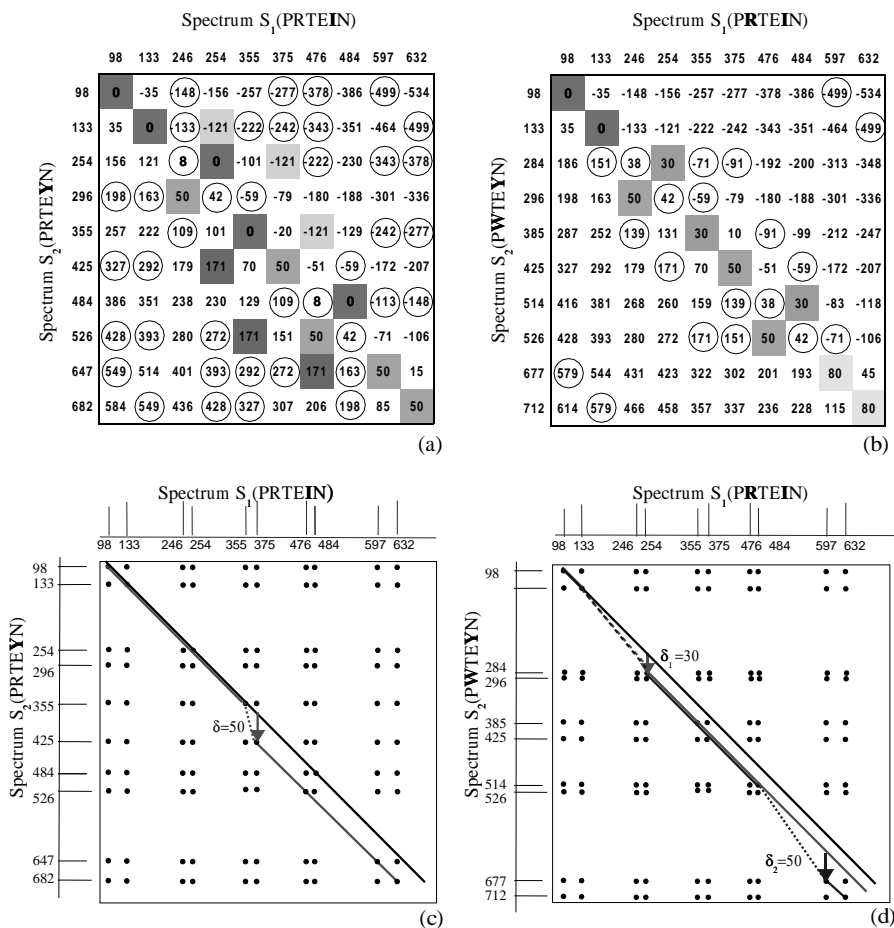 Spectrum S1(PRTEIN)
98 133 246 254 355 375 476 484 597 632
Spectrum S2(PRTEYN)
98 0 -35 -148 -156 -257 -277 -378 -386 -499 -534
133 35 0 -133 -121 -222 -242 -343 -351 -464 -499
254 156 121 8 0 -101 -121 -222 -230 -343 -378
296 198 163 50 42 -59 -79 -180 -188 -301 -336
355 257 222 109 101 0 -20 -121 -129 -242 -277
425 327 292 179 171 70 50 -51 -59 -172 -207
484 386 351 238 230 129 109 8 0 -113 -148
526 428 393 280 272 171 151 50 42 -71 -106
647 549 514 401 393 292 272 171 163 50 15
682 584 549 436 428 327 307 206 198 85 50
(a)
Spectrum S1(PRTEIN)
98 133 246 254 355 375 476 484 597 632
Spectrum S2(PWTEYN)
98 0 -35 -148 -156 -257 -277 -378 -386 -499 -534
133 35 0 -133 -121 -222 -242 -343 -351 -464 -499
284 186 151 38 30 -71 -91 -192 -200 -313 -348
296 198 163 50 42 -59 -79 -180 -188 -301 -336
385 287 252 139 131 30 10 -91 -99 -212 -247
425 327 292 179 171 70 50 -51 -59 -172 -207
514 416 381 268 260 159 139 38 30 -83 -118
526 428 393 280 272 171 151 50 42 -71 -106
677 579 544 431 423 322 302 201 193 80 45
712 614 579 466 458 357 337 236 228 115 80
(b)
Spectrum S1(PRTEIN)
98 133 246 254 355 375 476 484 597 632
Spectrum S2(PRTEYN)
98
133
254
296
355
425
484
526
647
682
δ=50
(c)
Spectrum S1(PRTEIN)
98 133 246 254 355 375 476 484 597 632
Spectrum S2(PWTEYN)
98
284
296
385
425
514
526
677
712
δ1=30
δ2=50
(d)